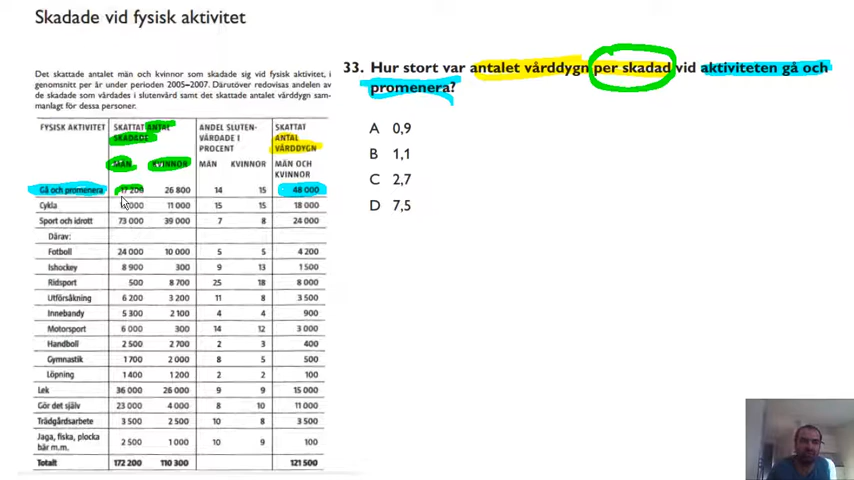 Skadade vid fysisk aktivitet
Det skattade antalet män och kvinnor som skadade sig vid fysisk aktivitet, i
genomsnitt per år under perioden 2005–2007. Därutöver redovisas andelen av
de skadade som vårdades i slutenvård samt det skattade antalet vårddygn sam-
manlagt för dessa personer.
FYSISK AKTIVITET SKATTAT ANTAL SKADADE ANDEL SLUTEN- VÅRDADE I PROCENT SKATTAT ANTAL VÅRDDYGN
MÄN KVINNOR MÄN KVINNOR MÄN OCH KVINNOR
Gå och promenera 17 200 26 800 14 15 48 000
Cykla 000 11 000 15 15 18 000
Sport och idrott 73 000 39 000 7 8 24 000
Därav:
Fotboll 24 000 10 000 5 5 4 200
Ishockey 8 900 300 9 13 1 500
Ridsport 500 8 700 25 18 8 000
Utförsåkning 6 200 3 200 11 8 3 500
Innebandy 5 300 2 100 4 4 900
Motorsport 6 000 300 14 12 3 000
Handboll 2 500 2 700 2 3 400
Gymnastik 1 700 2 000 8 5 500
Löpning 1 400 1 200 2 2 100
Lek 36 000 26 000 9 9 15 000
Gör det själv 23 000 4 000 8 10 11 000
Trädgårdsarbete 3 500 2 500 10 8 3 500
Jaga, fiska, plocka
bär m.m. 2 500 1 000 10 9 100
Totalt 172 200 110 300 121 500
33. Hur stort var antalet vårddygn per skadad vid aktiviteten gå och
promenera?
A 0,9
B 1,1
C 2,7
D 7,5